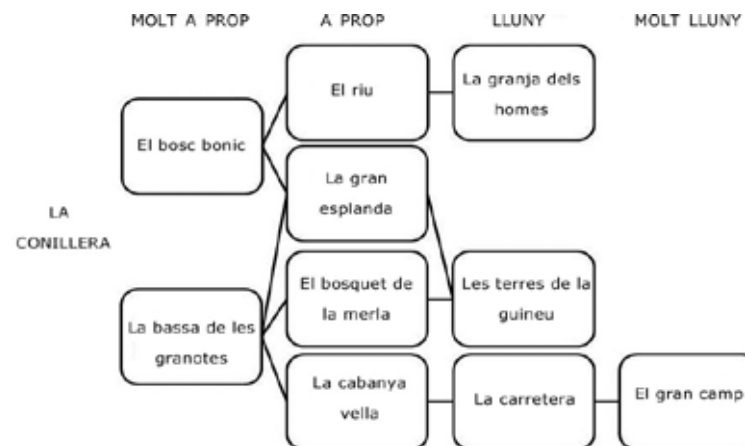 MOLT A PROP
A PROP
LLUNY
MOLT LLUNY
LA
CONILLERA
El bosc bonic
La bassa de les
granotes
El riu
La gran
esplanda
El bosquet de
la merla
La cabanya
vella
La granja dels
homes
Les terres de la
guineu
La carretera
El gran camp